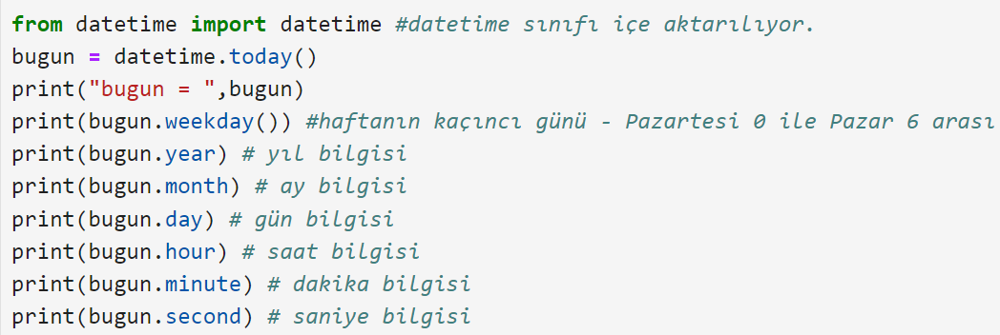 from datetime import datetime #datetime sınıfı içe aktarılıyor.
bugun = datetime.today()
print("bugun = ",bugun)
print(bugun.weekday()) #haftanın kaçıncı günü - Pazartesi 0 ile Pazar 6 arası
print(bugun.year) # yıl bilgisi
print(bugun.month) # ay bilgisi
print(bugun.day) # gün bilgisi
print(bugun.hour) # saat bilgisi
print(bugun.minute) # dakika bilgisi
print(bugun.second) # saniye bilgisi